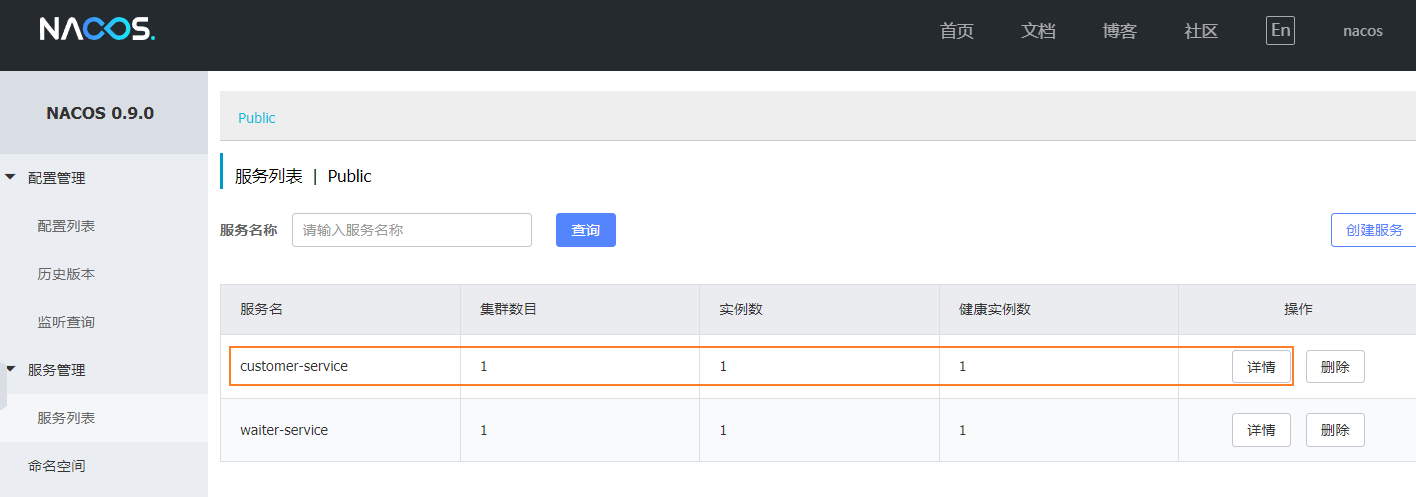 NACOS.
首页 文档 博客 社区 En nacos
NACOS 0.9.0
配置管理
配置列表
历史版本
监听查询
服务管理
服务列表
命名空间
Public
服务列表 | Public
服务名称 请输入服务名称 查询 创建服务
服务名 集群数目 实例数 健康实例数 操作
customer-service 1 1 1 详情 删除
waiter-service 1 1 1 详情 删除